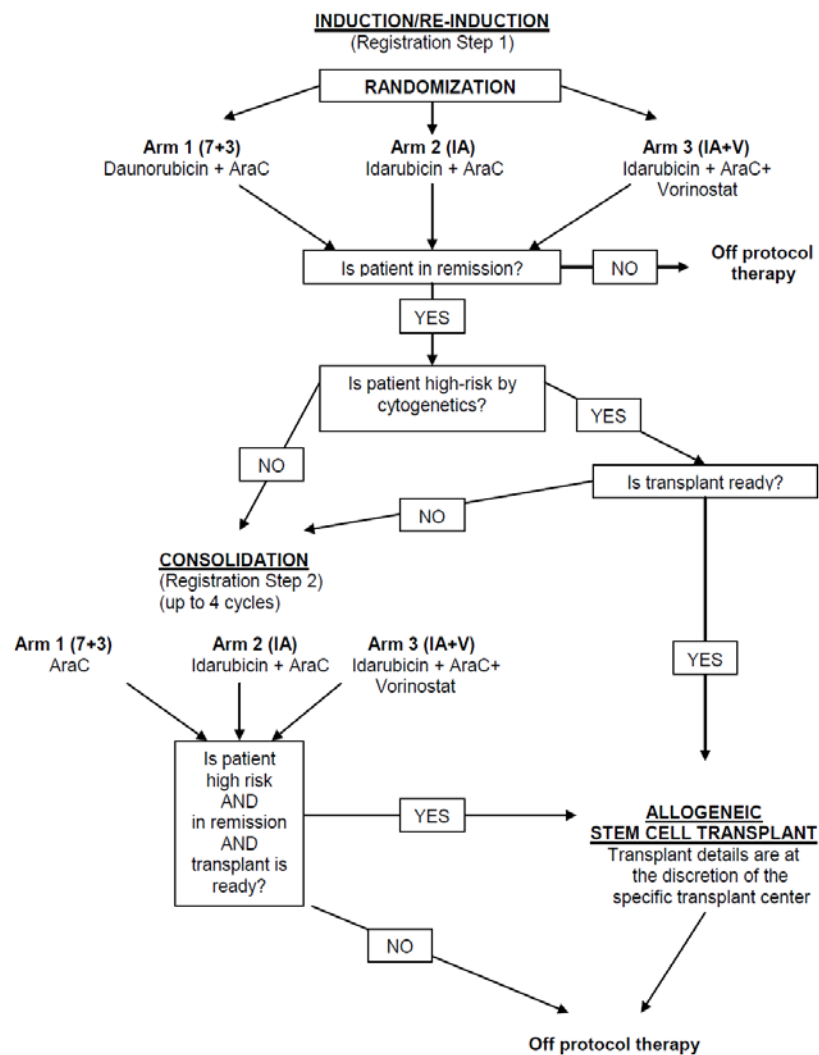 INDUCTION/RE-INDUCTION
(Registration Step 1)
RANDOMIZATION
Arm 1 (7+3)
Daunorubicin + AraC
Arm 2 (IA)
Idarubicin + AraC
Arm 3 (IA+V)
Idarubicin + AraC+
Vorinostat
Is patient in remission?
NO
Off protocol
therapy
YES
Is patient high-risk by
cytogenetics?
YES
NO
Is transplant ready?
NO
CONSOLIDATION
(Registration Step 2)
(up to 4 cycles)
Arm 1 (7+3)
AraC
Arm 2 (IA)
Idarubicin + AraC
Arm 3 (IA+V)
Idarubicin + AraC+
Vorinostat
YES
Is patient
high risk
AND
in remission
AND
transplant is
ready?
YES
ALLOGENEIC
STEM CELL TRANSPLANT
Transplant details are at
the discretion of the
specific transplant center
NO
Off protocol therapy